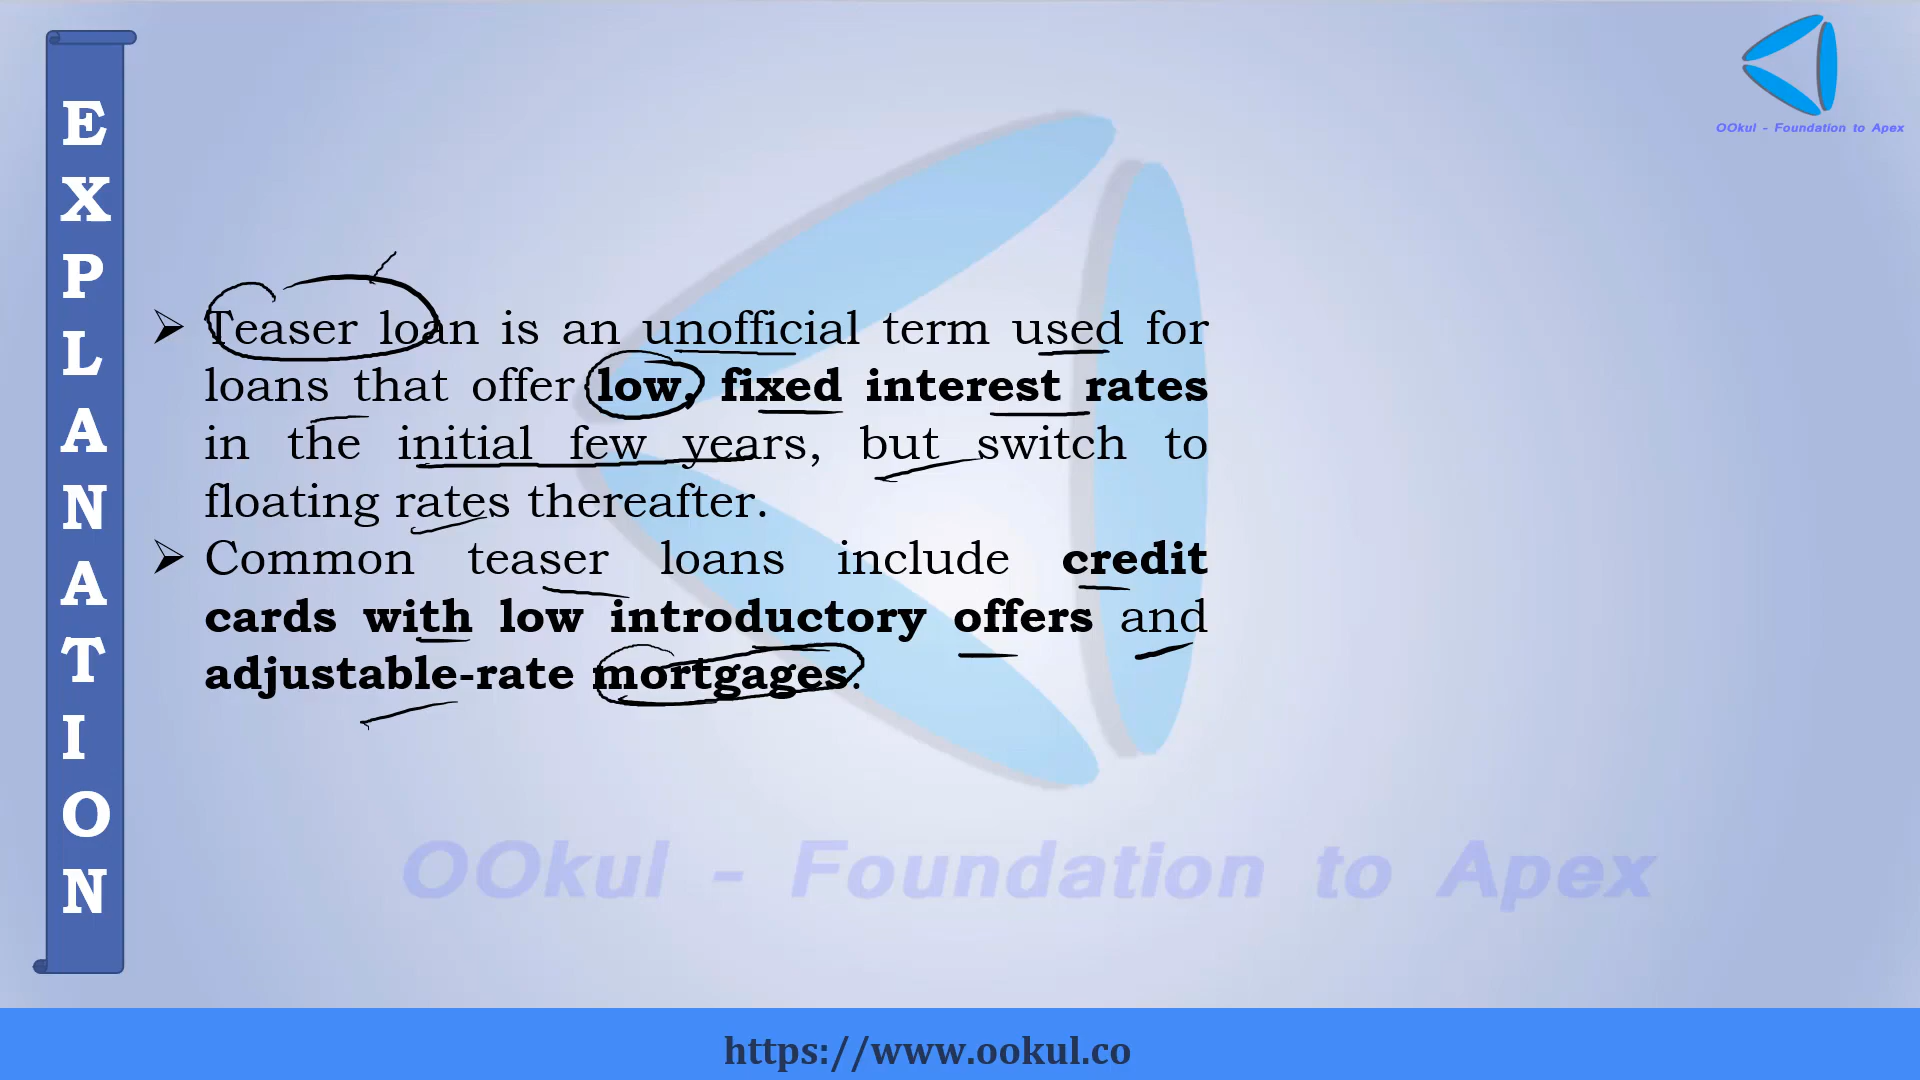 EXPLANATION
OOkul - Foundation to Apex
➢ Teaser loan is an unofficial term used for
loans that offer low, fixed interest rates
in the initial few years, but switch to
floating rates thereafter.
➢ Common teaser loans include credit
cards with low introductory offers and
adjustable-rate mortgages.
OOkul - Foundation to Apex
https://www.ookul.co